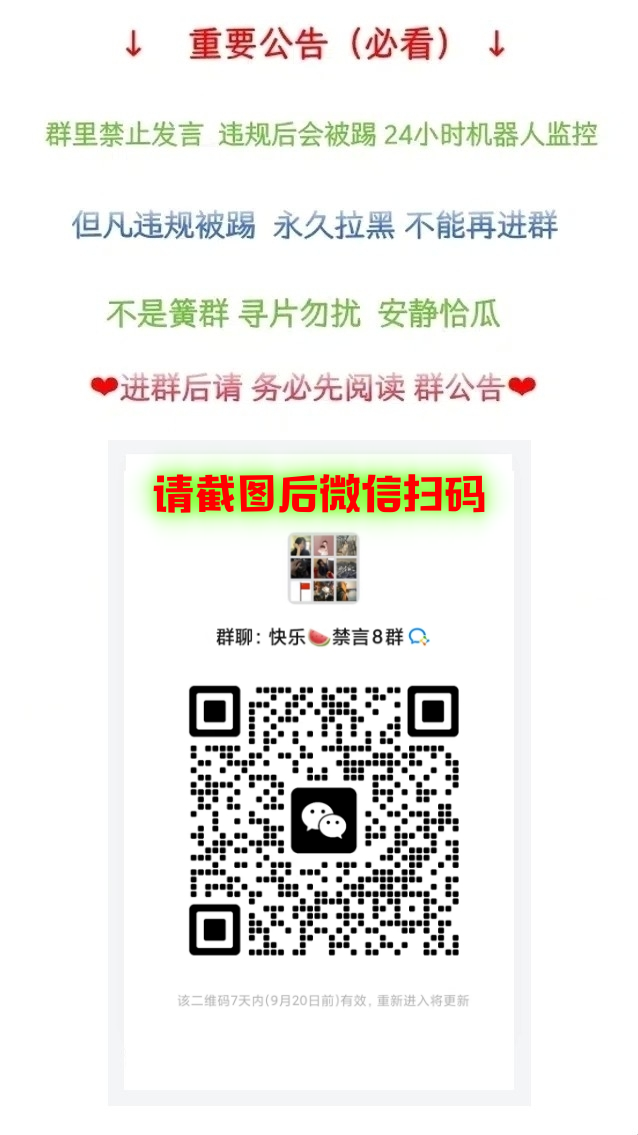 ↓ 重要公告（必看） ↓
群里禁止发言 违规后会被踢 24小时机器人监控
但凡违规被踢 永久拉黑 不能再进群
不是簧群 寻片勿扰 安静恰瓜
❤进群后请 务必先阅读 群公告❤
请截图后微信扫码
群聊：快乐🍉禁言8群
该二维码7天内(9月20日前)有效，重新进入将更新